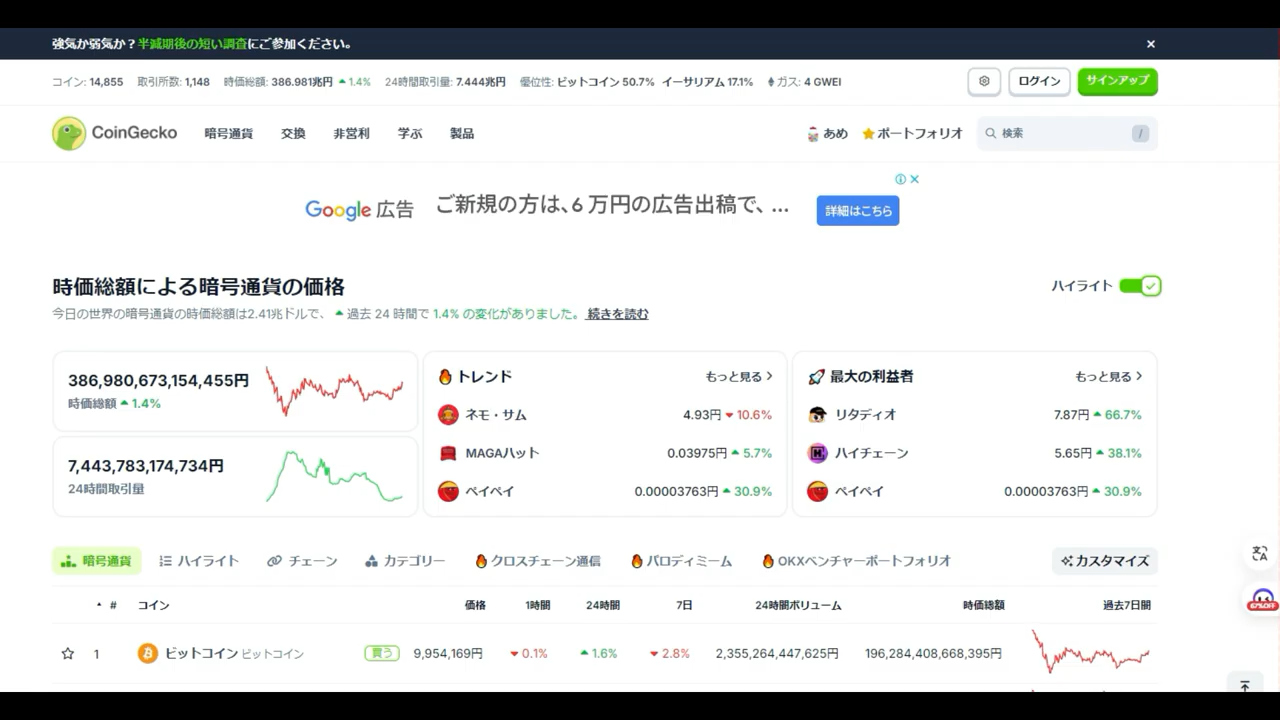 強気か弱気か？半減期後の短い調査にご参加ください。
コイン: 14,855 取引所数: 1,148 時価総額: 386.981兆円 1.4% 24時間取引量: 7.444兆円 優位性: ビットコイン 50.7% イーサリアム 17.1% ガス: 4 GWEI
ログイン サインアップ
CoinGecko 暗号通貨 交換 非営利 学ぶ 製品 あめ ポートフォリオ 検索 /
Google 広告 ご新規の方は、6 万円の広告出稿で、... 詳細はこちら
時価総額による暗号通貨の価格 ハイライト
今日の世界の暗号通貨の時価総額は2.41兆ドルで、 過去 24 時間で 1.4% の変化がありました。 続きを読む
386,980,673,154,455円
時価総額 1.4%
7,443,783,174,734円
24時間取引量
トレンド もっと見る
ネモ・サム 4.93円 10.6%
MAGAハット 0.03975円 5.7%
ペイペイ 0.00003763円 30.9%
最大の利益者 もっと見る
リタディオ 7.87円 66.7%
ハイチェーン 5.65円 38.1%
ペイペイ 0.00003763円 30.9%
暗号通貨 ハイライト チェーン カテゴリー クロスチェーン通信 パロディミーム OKXベンチャーポートフォリオ カスタマイズ
# コイン 価格 1時間 24時間 7日 24時間ボリューム 時価総額 過去7日間
1 ビットコイン ビットコイン 買う 9,954,169円 0.1% 1.6% 2.8% 2,355,264,447,625円 196,284,408,668,395円
67%OFF